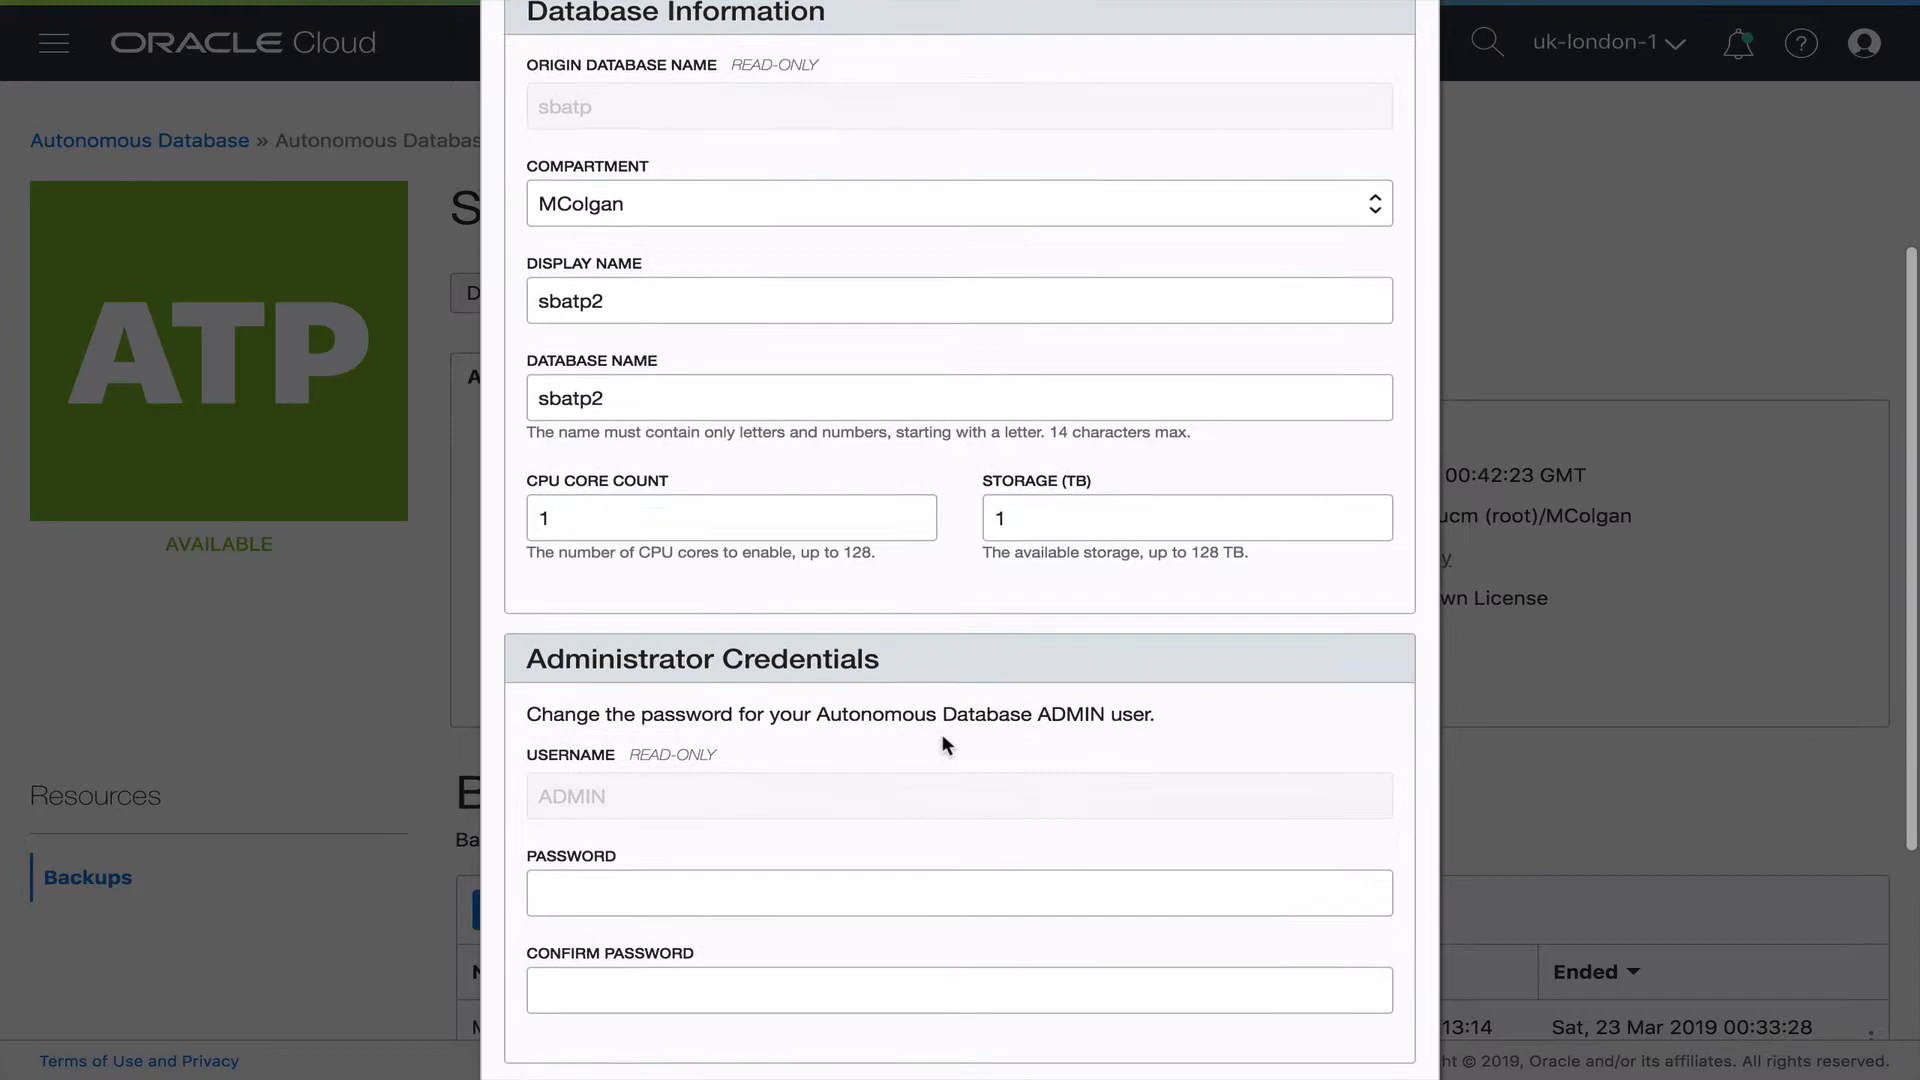 Database Information
ORACLE Cloud
uk-london-1
ORIGIN DATABASE NAME READ-ONLY
sbatp
Autonomous Database » Autonomous Databas
COMPARTMENT
MColgan
S
DISPLAY NAME
sbatp2
D
ATP
DATABASE NAME
A
sbatp2
The name must contain only letters and numbers, starting with a letter. 14 characters max.
CPU CORE COUNT
STORAGE (TB)
00:42:23 GMT
1
1
ucm (root)/MColgan
AVAILABLE
The number of CPU cores to enable, up to 128.
The available storage, up to 128 TB.
y
wn License
Administrator Credentials
Change the password for your Autonomous Database ADMIN user.
USERNAME READ-ONLY
Resources
B
ADMIN
Ba
PASSWORD
Backups
CONFIRM PASSWORD
N
Ended
13:14
Sat, 23 Mar 2019 00:33:28
Terms of Use and Privacy
ht © 2019, Oracle and/or its affiliates. All rights reserved.